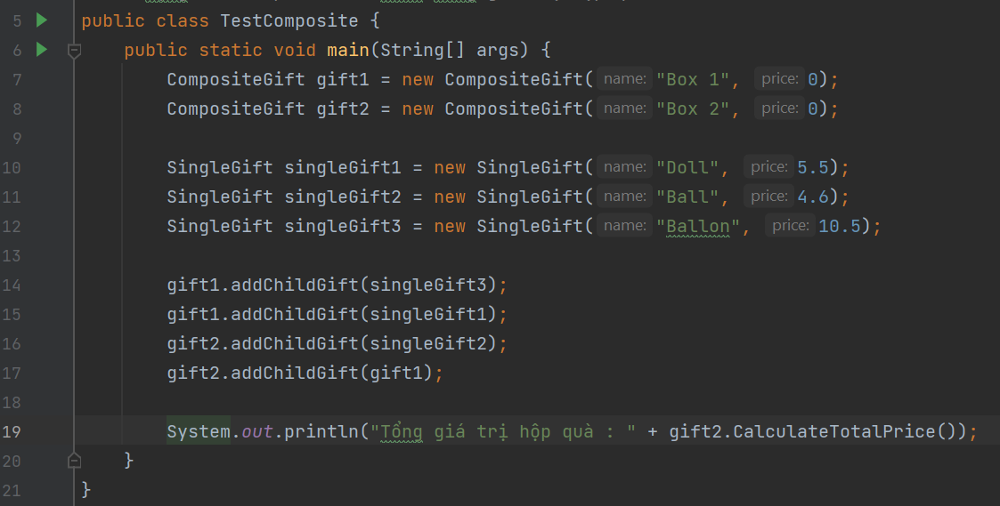 5 public class TestComposite {
6 public static void main(String[] args) {
7 CompositeGift gift1 = new CompositeGift( name: "Box 1", price: 0);
8 CompositeGift gift2 = new CompositeGift( name: "Box 2", price: 0);
9
10 SingleGift singleGift1 = new SingleGift( name: "Doll", price: 5.5);
11 SingleGift singleGift2 = new SingleGift( name: "Ball", price: 4.6);
12 SingleGift singleGift3 = new SingleGift( name: "Ballon", price: 10.5);
13
14 gift1.addChildGift(singleGift3);
15 gift1.addChildGift(singleGift1);
16 gift2.addChildGift(singleGift2);
17 gift2.addChildGift(gift1);
18
19 System.out.println("Tổng giá trị hộp quà : " + gift2.CalculateTotalPrice());
20 }
21 }